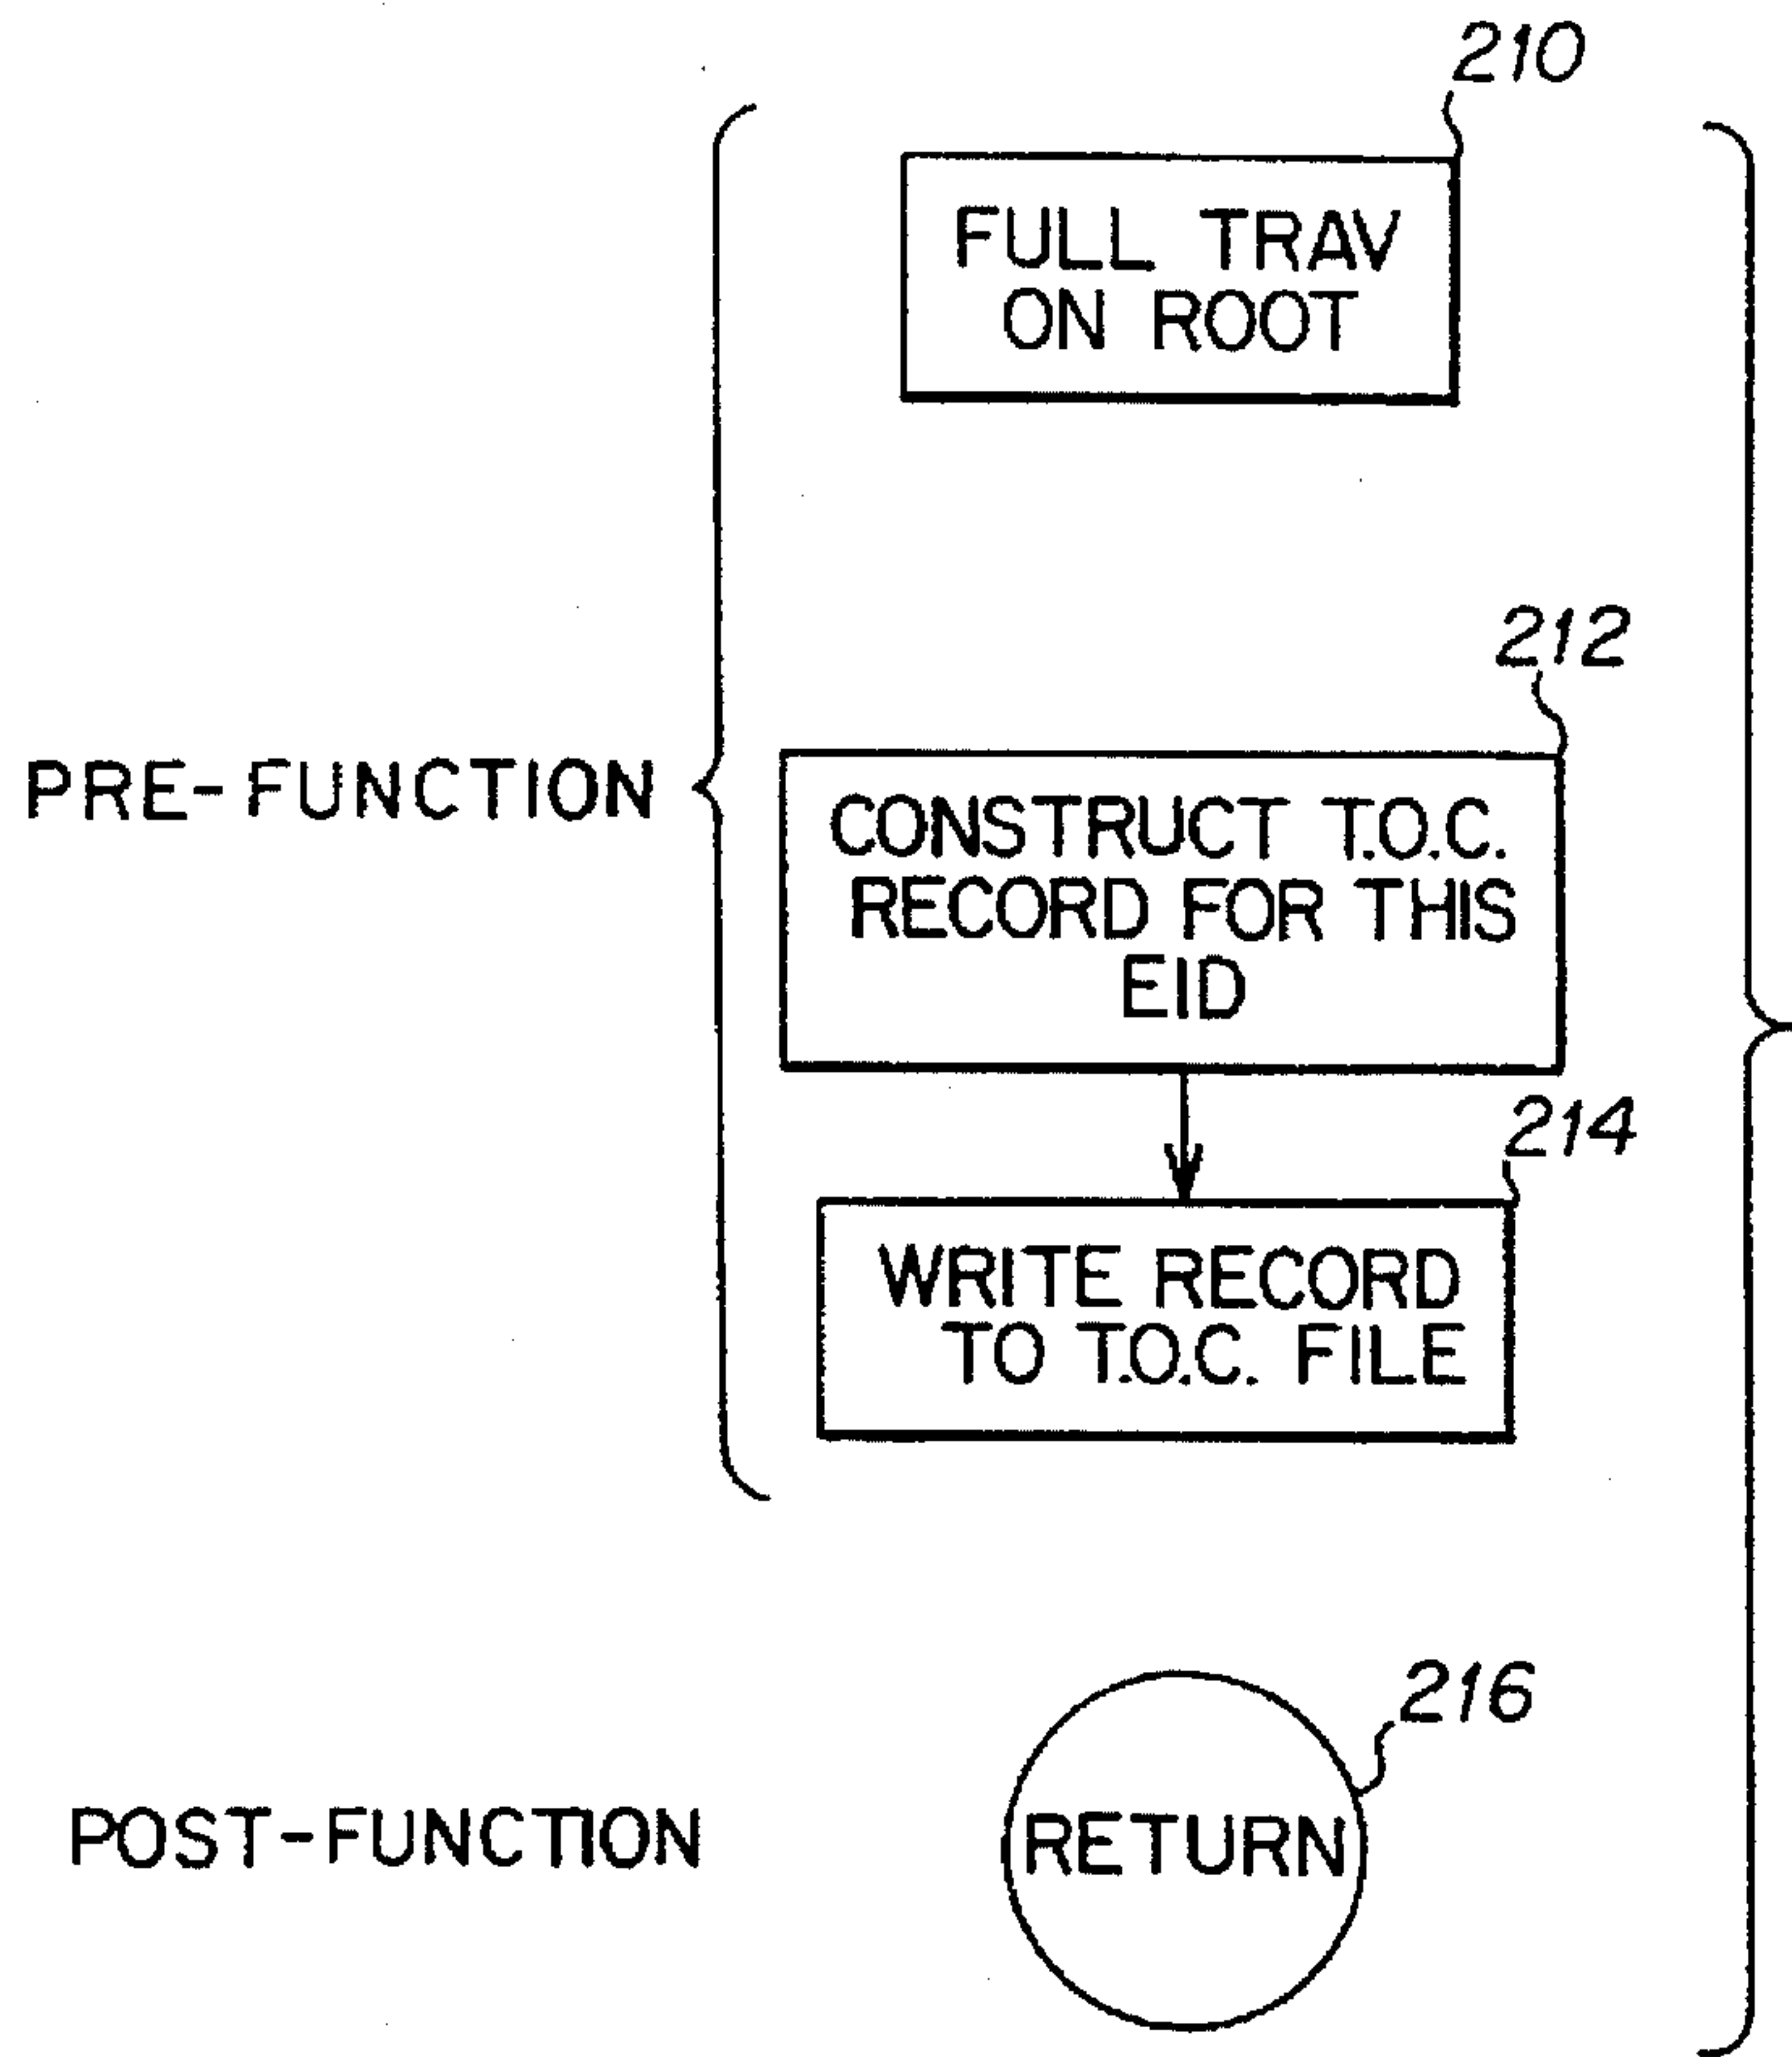 210
FULL TRAV
ON ROOT
212
PRE-FUNCTION
CONSTRUCT T.O.C.
RECORD FOR THIS
EID
214
WRITE RECORD
TO T.O.C. FILE
216
POST-FUNCTION
RETURN